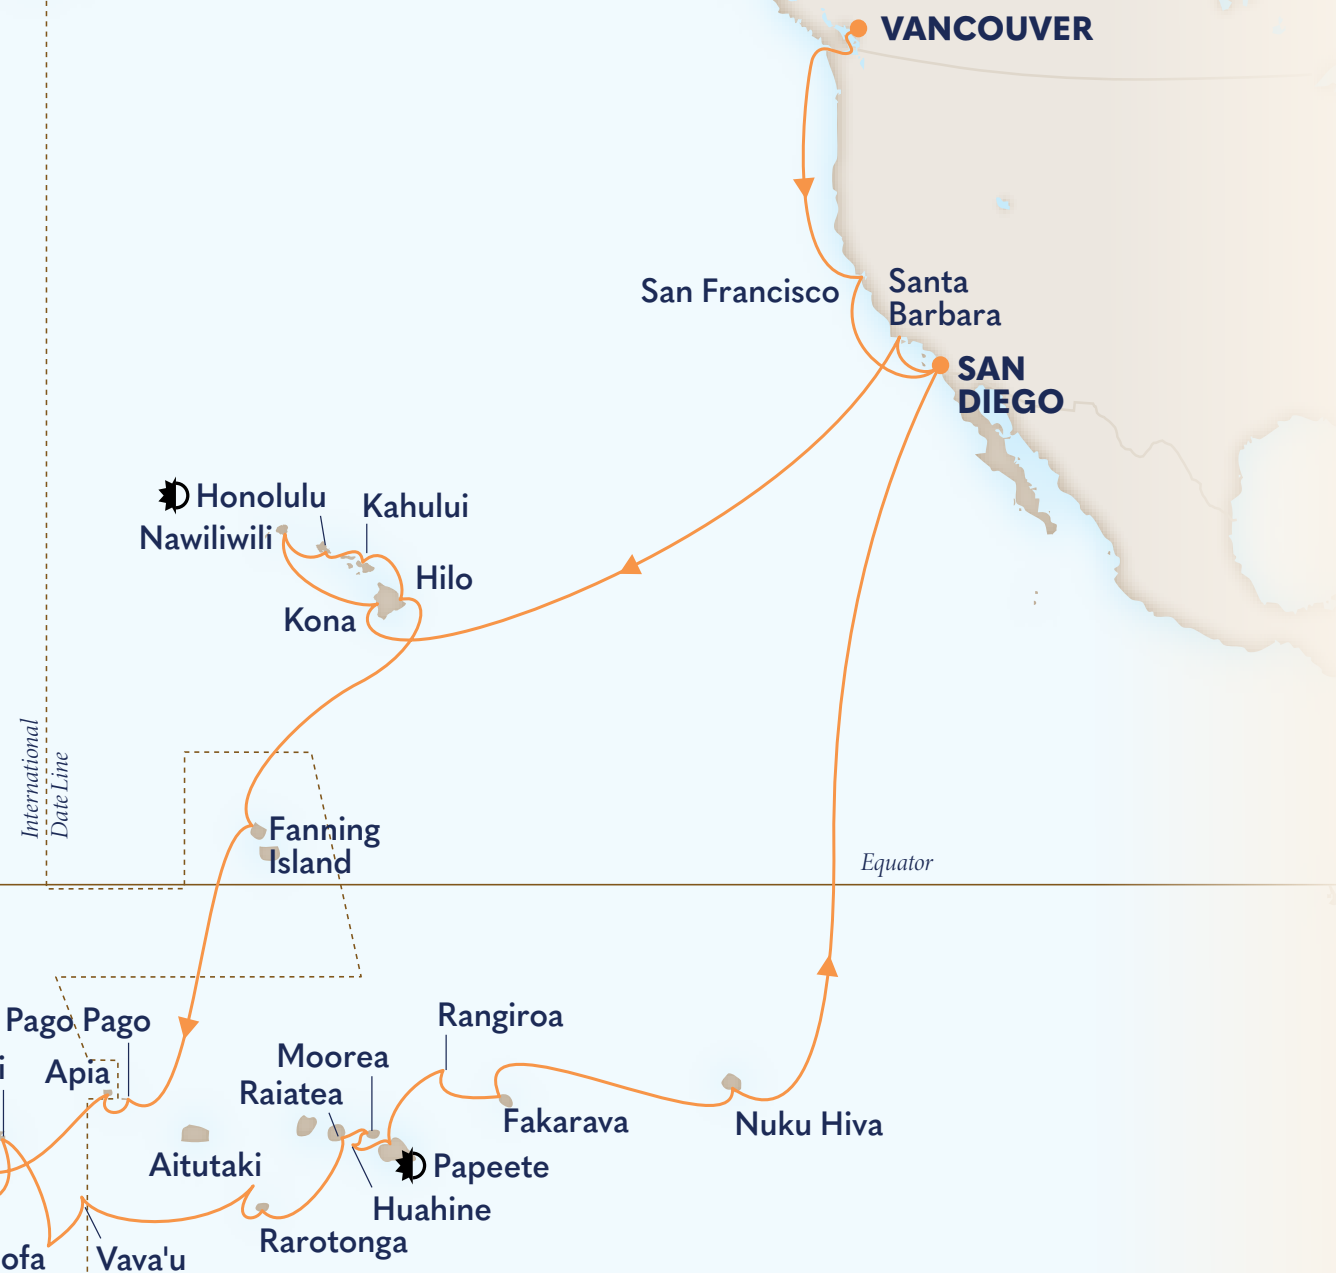 VANCOUVER
San Francisco
Santa
Barbara
SAN
DIEGO
Honolulu
Kahului
Nawiliwili
Hilo
Kona
International
Date Line
Fanning
Island
Equator
Pago Pago
Rangiroa
Moorea
i
Apia
Raiatea
Fakarava
Nuku Hiva
Aitutaki
Papeete
Huahine
Rarotonga
ofa
Vava'u